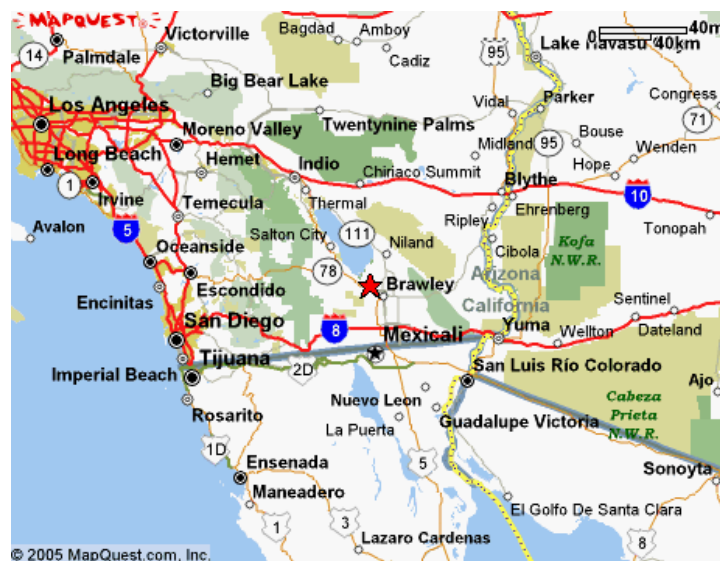 MAPQUEST
40mi
40km
14
Palmdale
Victorville
Bagdad
Amboy
Cadiz
95
Lake Havasu
Big Bear Lake
Los Angeles
Vidal
Parker
Congress
71
Twentynine Palms
Moreno Valley
Long Beach
Hemet
Indio
Midland
95
Bouse
Wenden
Hope
1
Irvine
Chiriaco Summit
Blythe
10
Temecula
Thermal
Ehrenberg
Ripley
Tonopah
Avalon
5
Salton City
111
Niland
Cibola
Kofa
N.W.R.
Oceanside
78
Arizona
Escondido
Brawley
Encinitas
California
San Diego
8
Mexicali
Yuma
Sentinel
Wellton
Dateland
Tijuana
Imperial Beach
2D
San Luis Río Colorado
Nuevo Leon
Cabeza
Prieta
N.W.R.
Ajo
Rosarito
La Puerta
Guadalupe Victoria
1D
5
Ensenada
Sonoyta
Maneadero
El Golfo De Santa Clara
1
3
Lazaro Cardenas
8
© 2005 MapQuest.com, Inc.